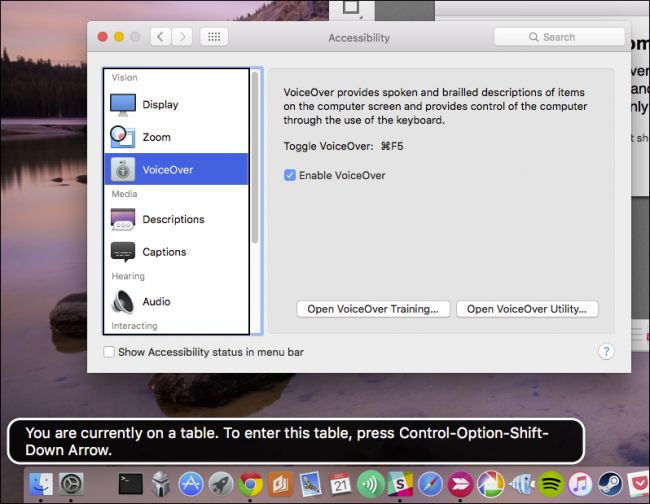 Accessibility
Search
Vision
Display
Zoom
VoiceOver
Media
Descriptions
Captions
Hearing
Audio
Interacting
VoiceOver provides spoken and brailled descriptions of items
on the computer screen and provides control of the computer
through the use of the keyboard.
Toggle VoiceOver: ⌘F5
Enable VoiceOver
Open VoiceOver Training...
Open VoiceOver Utility...
Show Accessibility status in menu bar
?
You are currently on a table. To enter this table, press Control-Option-Shift-
Down Arrow.
21